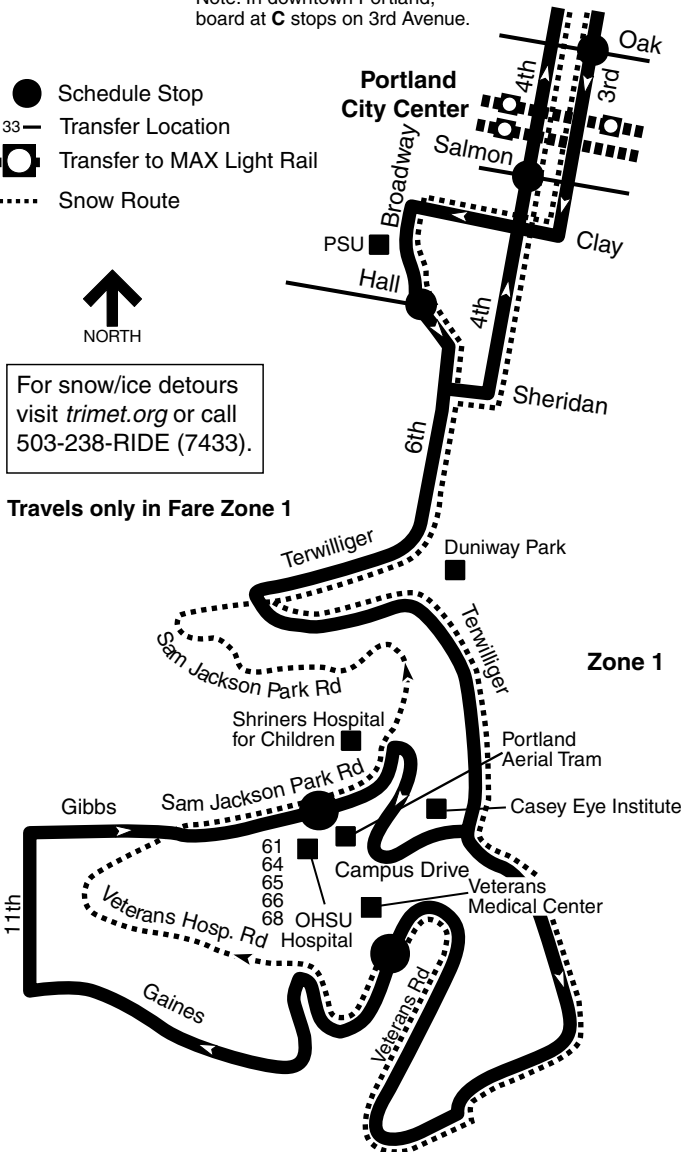 Note: In downtown Portland,
board at C stops on 3rd Avenue.
Oak
4th
3rd
Portland
City Center
Schedule Stop
33 Transfer Location
Transfer to MAX Light Rail
Snow Route
Salmon
Broadway
PSU
Clay
Hall
4th
NORTH
Sheridan
For snow/ice detours
visit trimet.org or call
503-238-RIDE (7433).
6th
Travels only in Fare Zone 1
Terwilliger
Duniway Park
Terwilliger
Sam Jackson Park Rd
Zone 1
Shriners Hospital
for Children
Portland
Aerial Tram
Sam Jackson Park Rd
Gibbs
Casey Eye Institute
61
64
65
66
68
Campus Drive
Veterans
Medical Center
OHSU
Hospital
11th
Veterans Hosp. Rd
Gaines
Veterans Rd